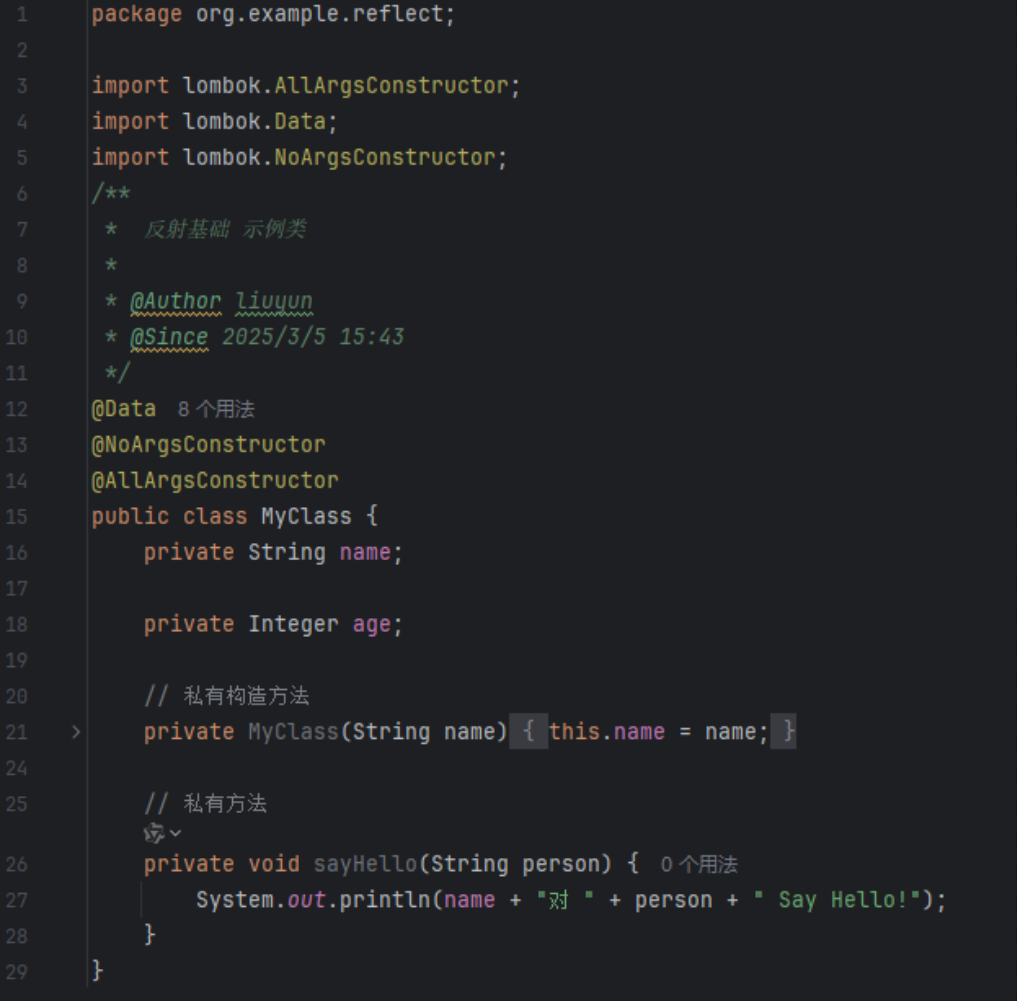 1 package org.example.reflect;
2
3 import lombok.AllArgsConstructor;
4 import lombok.Data;
5 import lombok.NoArgsConstructor;
6 /**
7  *  反射基础 示例类
8  *
9  * @Author liuyun
10  * @Since 2025/3/5 15:43
11  */
12 @Data 8 个用法
13 @NoArgsConstructor
14 @AllArgsConstructor
15 public class MyClass {
16     private String name;
17
18     private Integer age;
19
20     // 私有构造方法
21     private MyClass(String name) { this.name = name; }
24
25     // 私有方法
26     private void sayHello(String person) { 0 个用法
27         System.out.println(name + "对 " + person + " Say Hello!");
28     }
29 }